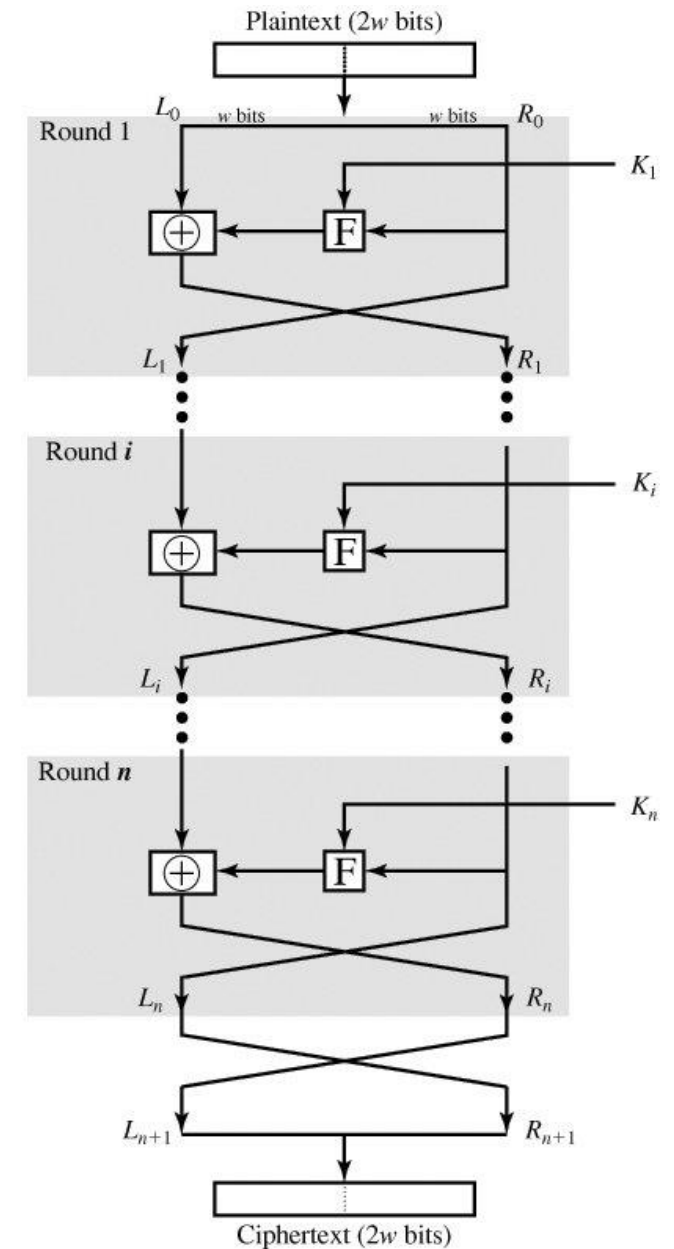 Plaintext (2w bits)
L₀ w bits w bits R₀
Round 1
K₁
⊕ F
L₁ R₁
Round i
Kᵢ
⊕ F
Lᵢ Rᵢ
Round n
Kₙ
⊕ F
Lₙ Rₙ
Lₙ₊₁ Rₙ₊₁
Ciphertext (2w bits)